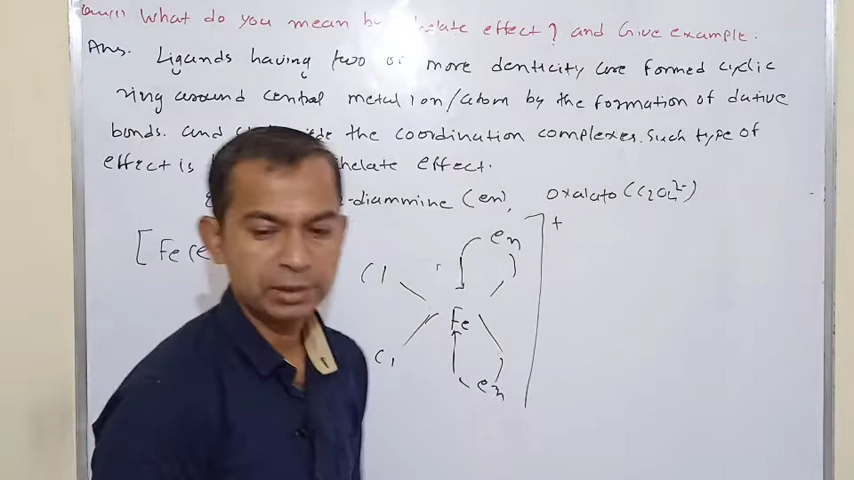 What do you mean by chelate effect? and Give example.
Ans. Ligands having two or more denticity are formed cyclic
ring around central metal ion/atom by the formation of dative
bonds. and the coordination complexes. Such type of
effect is chelate effect.
-diammine (en), oxalato (C2O4 2-)
[Fe(e +
Cl en
Fe
Cl en